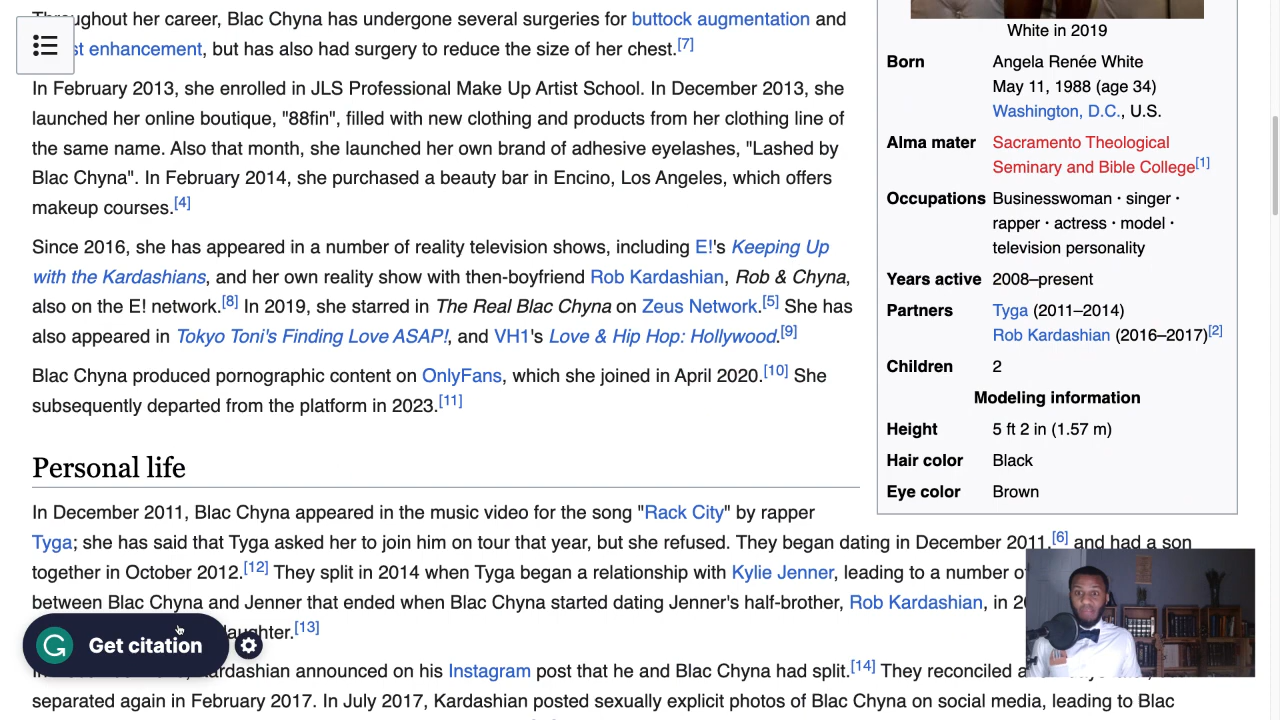 Throughout her career, Blac Chyna has undergone several surgeries for buttock augmentation and
st enhancement, but has also had surgery to reduce the size of her chest.[7]
In February 2013, she enrolled in JLS Professional Make Up Artist School. In December 2013, she
launched her online boutique, "88fin", filled with new clothing and products from her clothing line of
the same name. Also that month, she launched her own brand of adhesive eyelashes, "Lashed by
Blac Chyna". In February 2014, she purchased a beauty bar in Encino, Los Angeles, which offers
makeup courses.[4]
Since 2016, she has appeared in a number of reality television shows, including E!'s Keeping Up
with the Kardashians, and her own reality show with then-boyfriend Rob Kardashian, Rob & Chyna,
also on the E! network.[8] In 2019, she starred in The Real Blac Chyna on Zeus Network.[5] She has
also appeared in Tokyo Toni's Finding Love ASAP!, and VH1's Love & Hip Hop: Hollywood.[9]
Blac Chyna produced pornographic content on OnlyFans, which she joined in April 2020.[10] She
subsequently departed from the platform in 2023.[11]
White in 2019
Born Angela Renée White
May 11, 1988 (age 34)
Washington, D.C., U.S.
Alma mater Sacramento Theological
Seminary and Bible College[1]
Occupations Businesswoman · singer ·
rapper · actress · model ·
television personality
Years active 2008–present
Partners Tyga (2011–2014)
Rob Kardashian (2016–2017)[2]
Children 2
Modeling information
Height 5 ft 2 in (1.57 m)
Hair color Black
Eye color Brown
Personal life
In December 2011, Blac Chyna appeared in the music video for the song "Rack City" by rapper
Tyga; she has said that Tyga asked her to join him on tour that year, but she refused. They began dating in December 2011,[6] and had a son
together in October 2012.[12] They split in 2014 when Tyga began a relationship with Kylie Jenner, leading to a number of
between Blac Chyna and Jenner that ended when Blac Chyna started dating Jenner's half-brother, Rob Kardashian, in 20
daughter.[13]
Get citation
Kardashian announced on his Instagram post that he and Blac Chyna had split.[14] They reconciled
separated again in February 2017. In July 2017, Kardashian posted sexually explicit photos of Blac Chyna on social media, leading to Blac